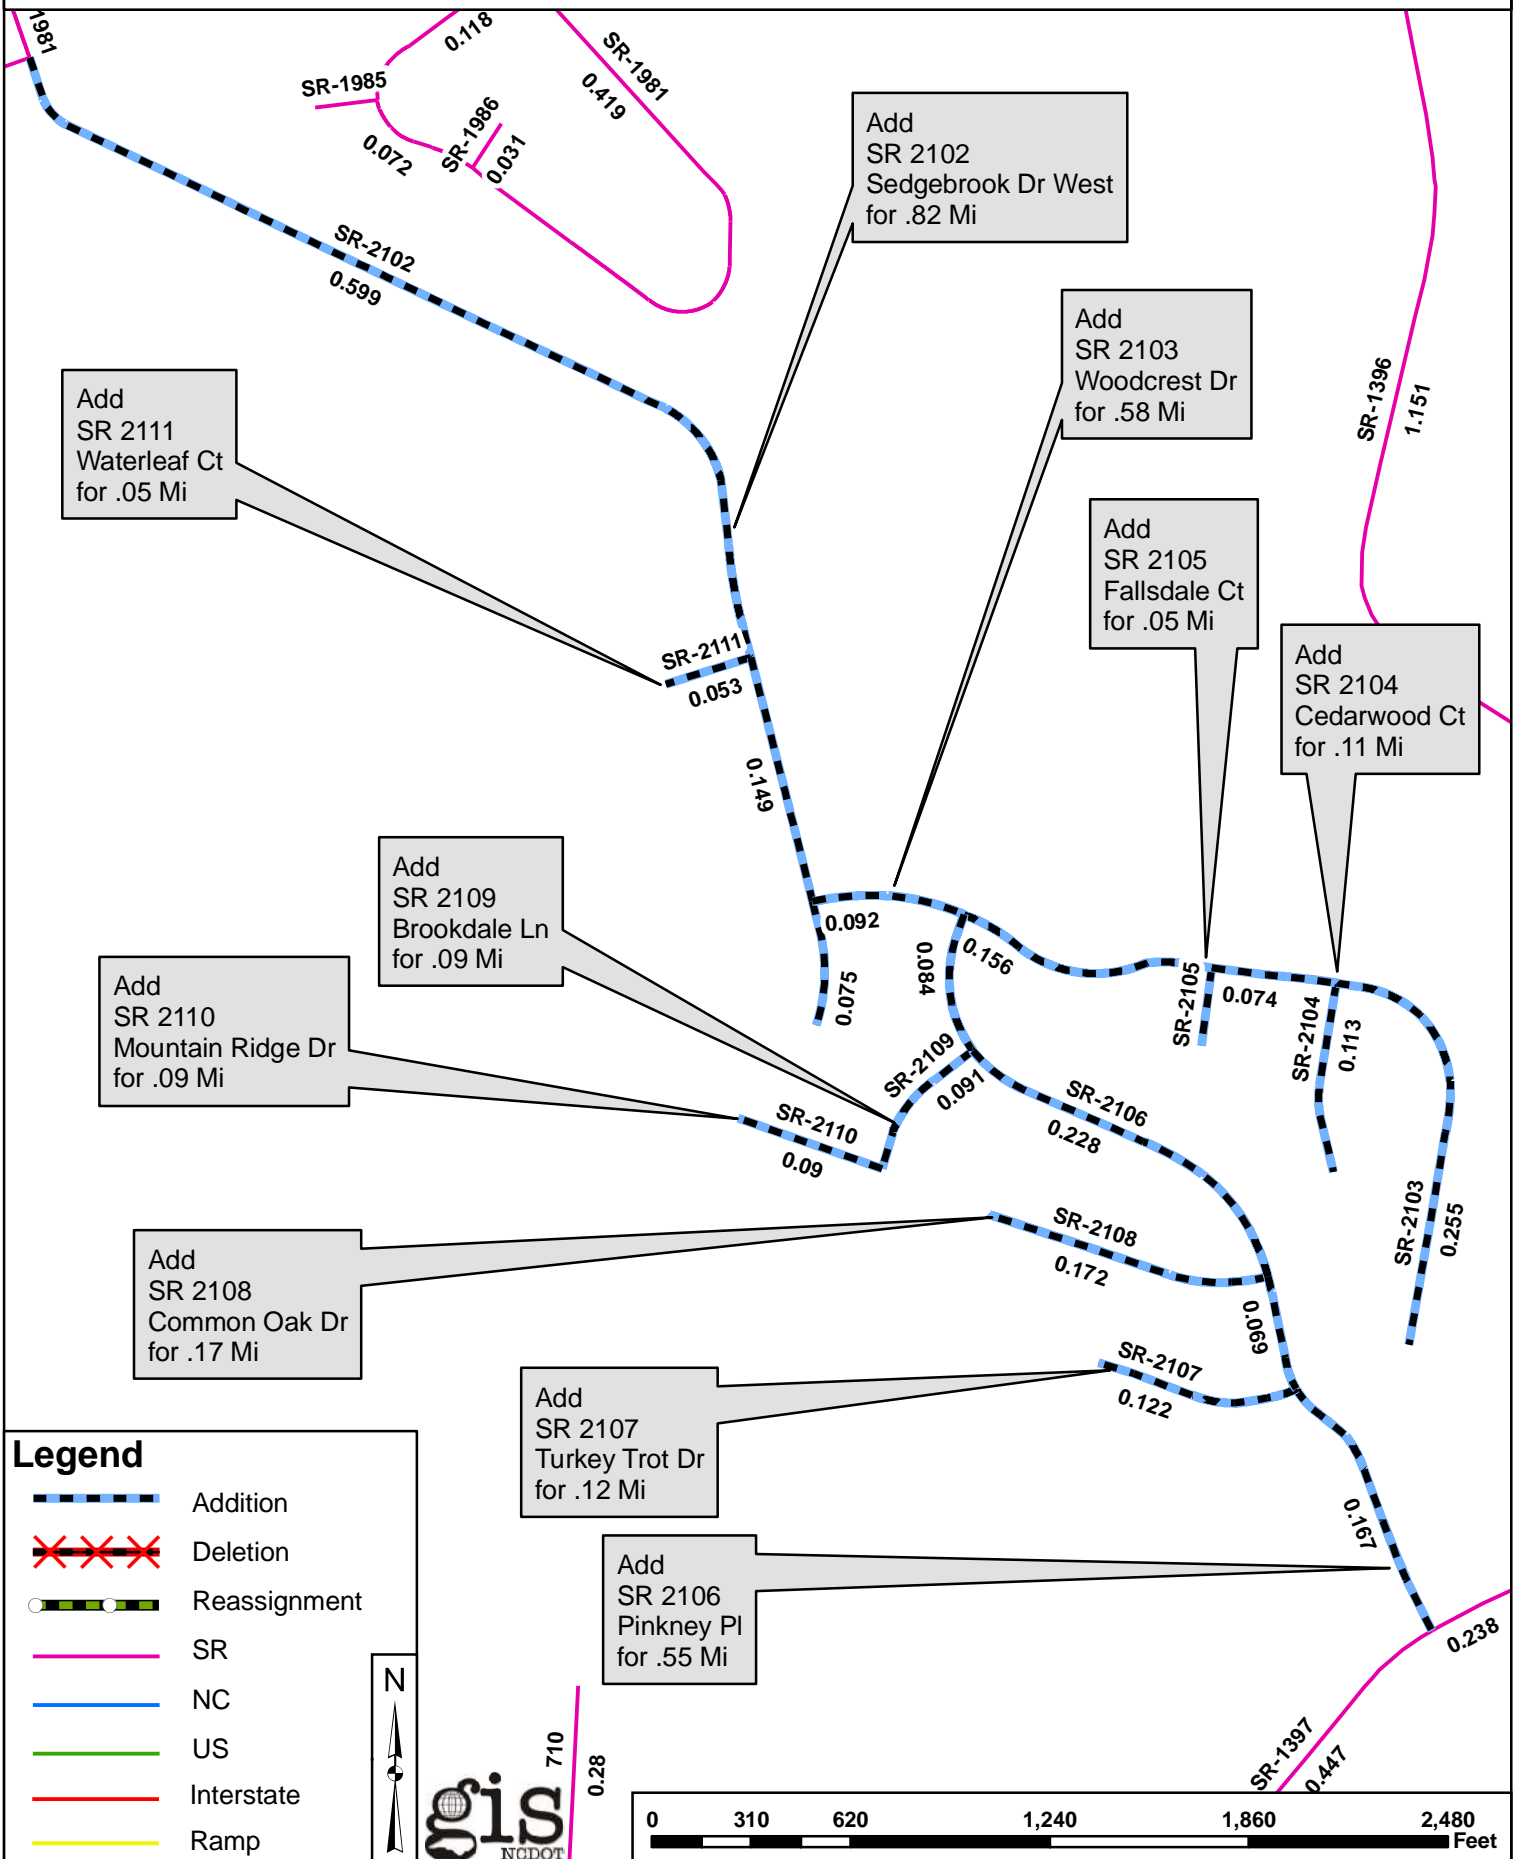 1981
0.118
SR-1981
0.419
SR-1985
SR-1986
0.031
0.072
Add
SR 2102
Sedgebrook Dr West
for .82 Mi
SR-2102
0.599
Add
SR 2103
Woodcrest Dr
for .58 Mi
SR-1396
1.151
Add
SR 2111
Waterleaf Ct
for .05 Mi
Add
SR 2105
Fallsdale Ct
for .05 Mi
SR-2111
0.053
Add
SR 2104
Cedarwood Ct
for .11 Mi
0.149
Add
SR 2109
Brookdale Ln
for .09 Mi
0.092
0.084
0.156
0.075
SR-2105
0.074
SR-2104
0.113
Add
SR 2110
Mountain Ridge Dr
for .09 Mi
SR-2109
0.091
SR-2106
0.228
SR-2110
0.09
SR-2103
0.255
Add
SR 2108
Common Oak Dr
for .17 Mi
SR-2108
0.172
0.069
SR-2107
0.122
Add
SR 2107
Turkey Trot Dr
for .12 Mi
0.167
Add
SR 2106
Pinkney Pl
for .55 Mi
0.238
SR-1397
0.447
710
0.28
Legend
Addition
Deletion
Reassignment
SR
NC
US
Interstate
Ramp
N
gis
NCDOT
0 310 620 1,240 1,860 2,480
Feet